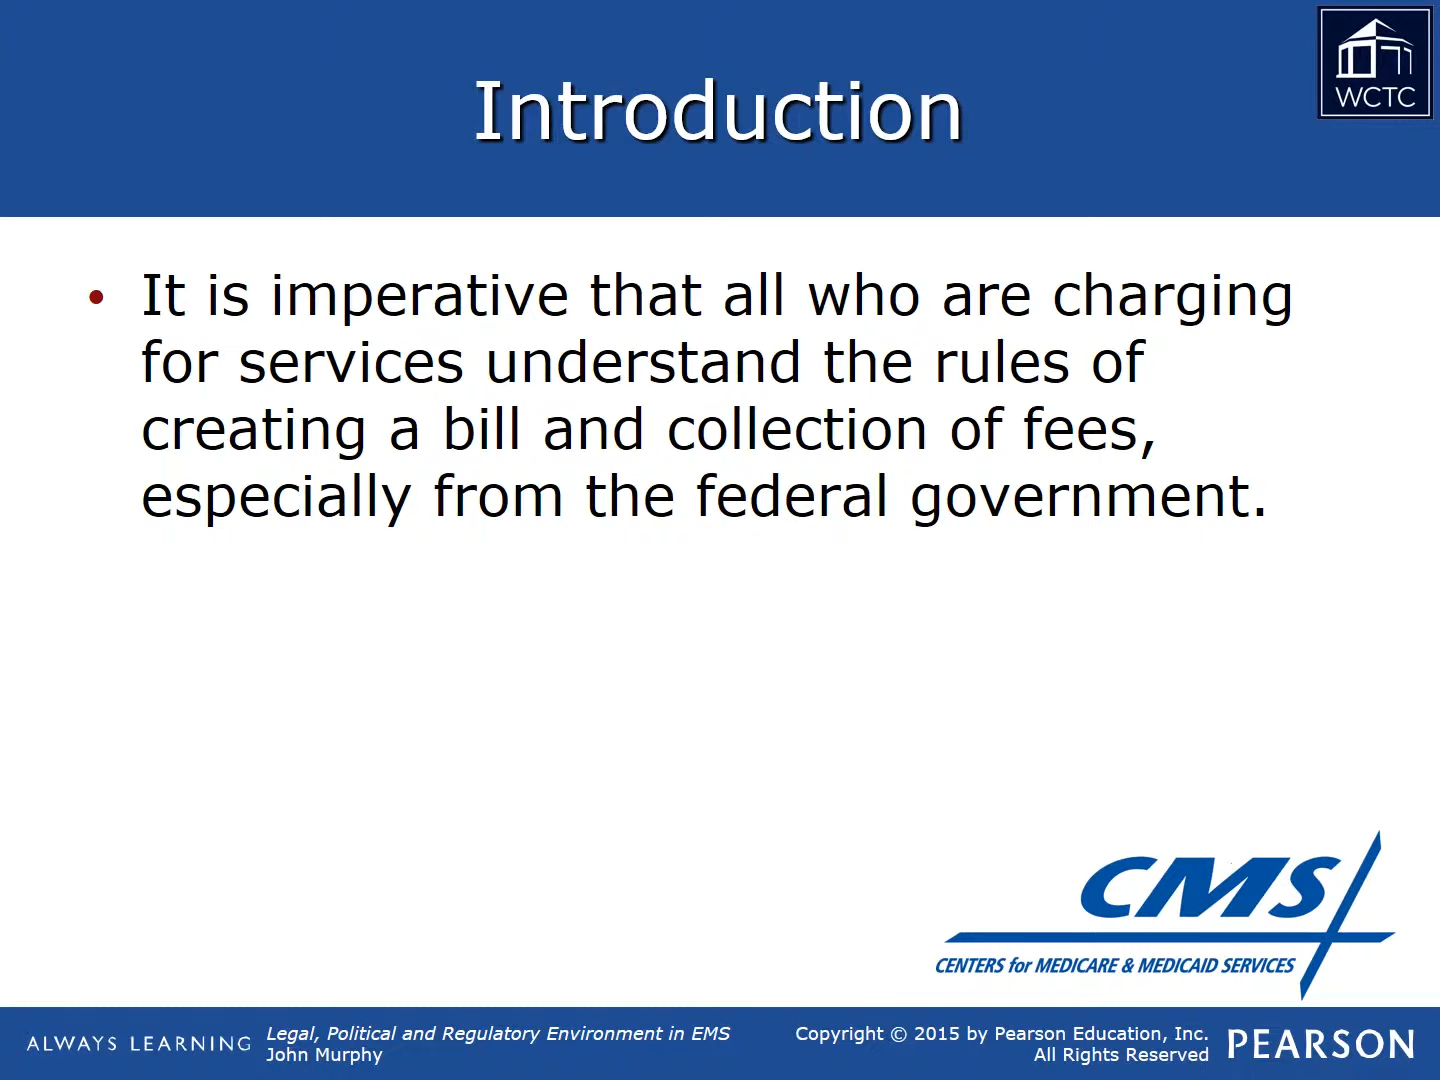 Introduction
WCTC
• It is imperative that all who are charging
for services understand the rules of
creating a bill and collection of fees,
especially from the federal government.
CMS
CENTERS for MEDICARE & MEDICAID SERVICES
ALWAYS LEARNING
Legal, Political and Regulatory Environment in EMS
John Murphy
Copyright © 2015 by Pearson Education, Inc.
All Rights Reserved
PEARSON